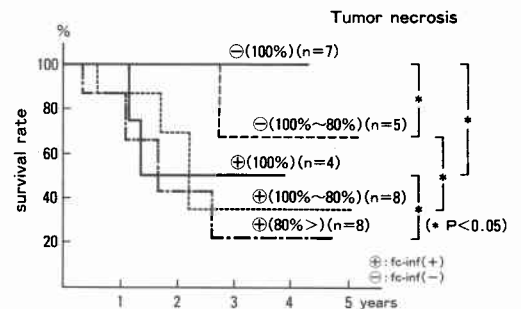 Tumor necrosis
%
⊖(100%)(n=7)
100
80
60
40
20
survival rate
⊖(100%~80%)(n=5)
⊕(100%)(n=4)
⊕(100%~80%)(n=8)
⊕(80%>)(n=8)
*
*
*
*
(* P<0.05)
⊕: fc-inf(+)
⊖: fc-inf(−)
1 2 3 4 5 years